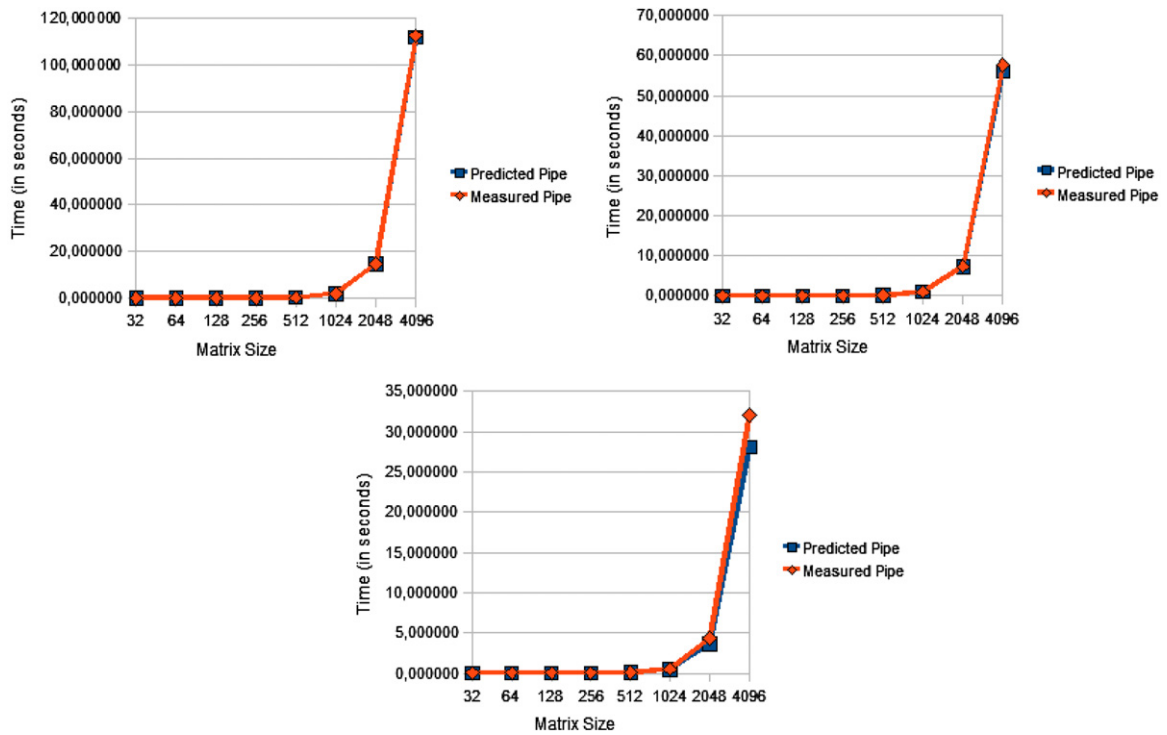 120,000000
100,000000
80,000000
60,000000
40,000000
20,000000
0,000000
Time (in seconds)
32 64 128 256 512 1024 2048 4096
Matrix Size
Predicted Pipe
Measured Pipe
70,000000
60,000000
50,000000
40,000000
30,000000
20,000000
10,000000
0,000000
Time (in seconds)
32 64 128 256 512 1024 2048 4096
Matrix Size
Predicted Pipe
Measured Pipe
35,000000
30,000000
25,000000
20,000000
15,000000
10,000000
5,000000
0,000000
Time (in seconds)
32 64 128 256 512 1024 2048 4096
Matrix Size
Predicted Pipe
Measured Pipe